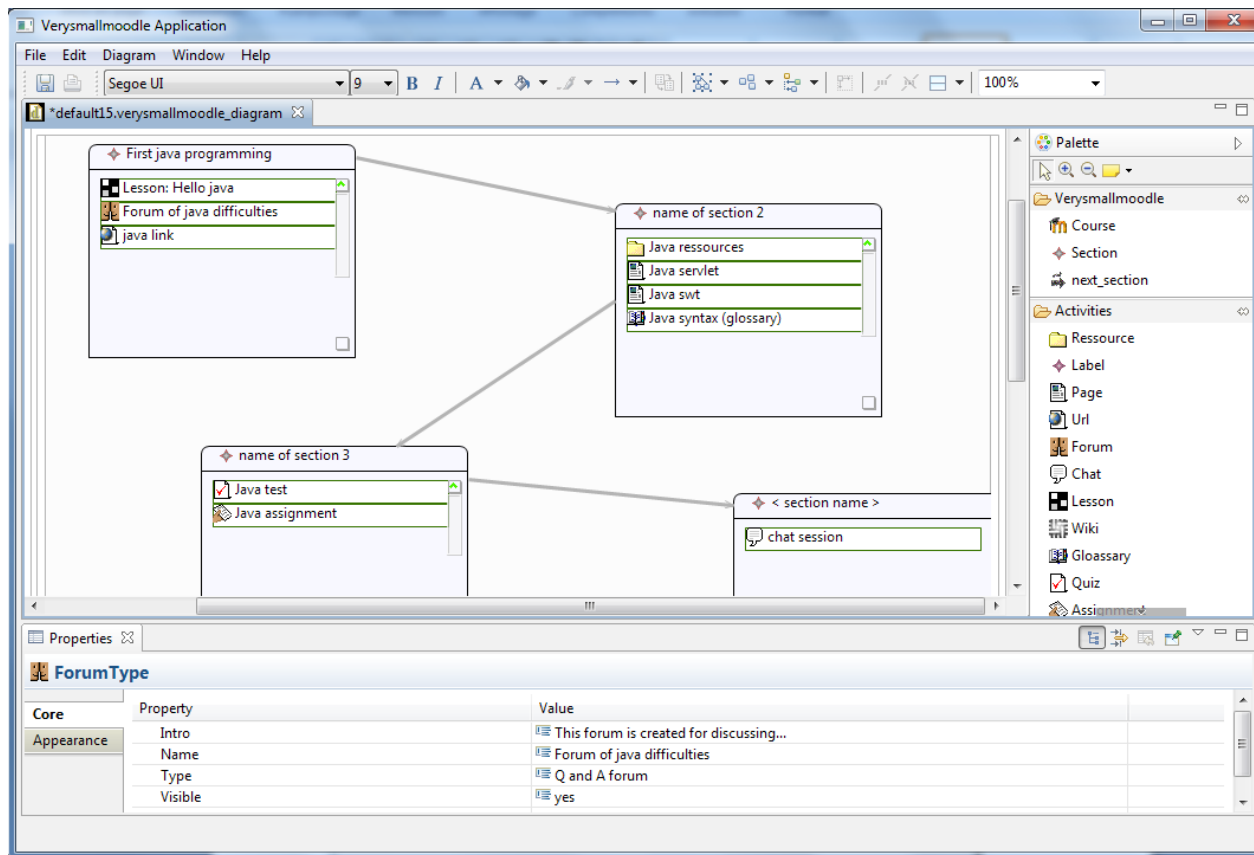 Verysmallmoodle Application
File Edit Diagram Window Help
Segoe UI 9 B I A 100%
*default15.verysmallmoodle_diagram
First java programming
Lesson: Hello java
Forum of java difficulties
java link
name of section 2
Java ressources
Java servlet
Java swt
Java syntax (glossary)
name of section 3
Java test
Java assignment
< section name >
chat session
Palette
Verysmallmoodle
Course
Section
next_section
Activities
Ressource
Label
Page
Url
Forum
Chat
Lesson
Wiki
Gloassary
Quiz
Assignment
Properties
ForumType
Core
Appearance
Property Value
Intro This forum is created for discussing...
Name Forum of java difficulties
Type Q and A forum
Visible yes